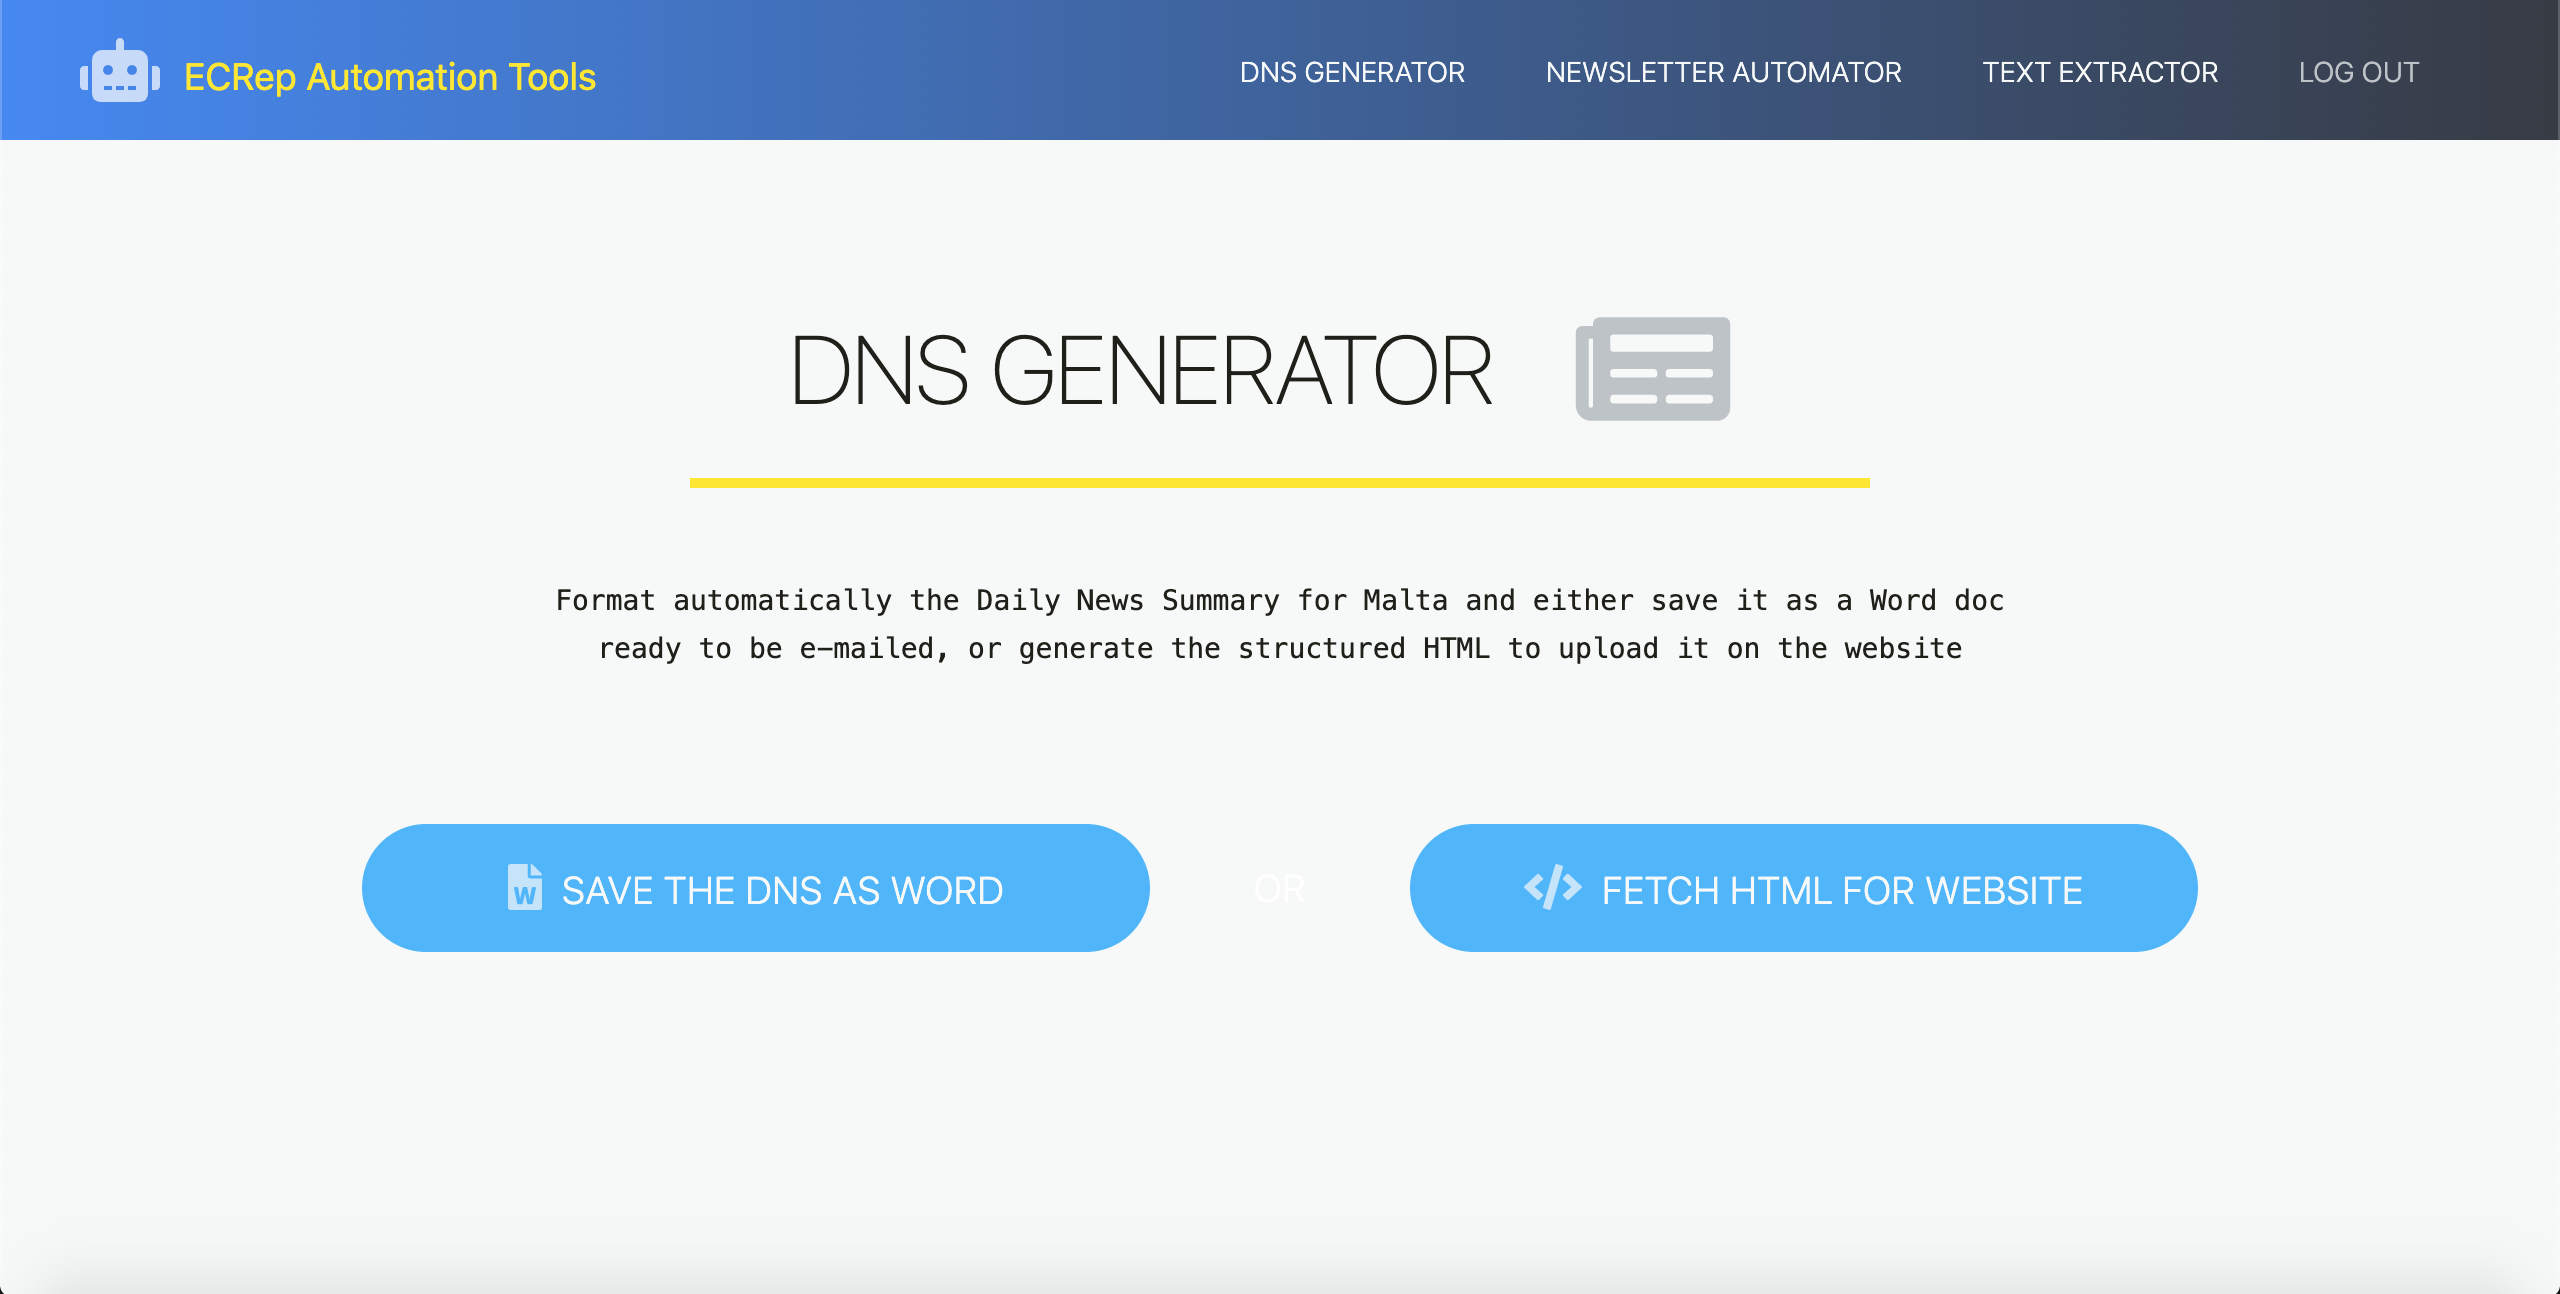 ECRep Automation Tools
DNS GENERATOR
NEWSLETTER AUTOMATOR
TEXT EXTRACTOR
LOG OUT
DNS GENERATOR
Format automatically the Daily News Summary for Malta and either save it as a Word doc
ready to be e-mailed, or generate the structured HTML to upload it on the website
W SAVE THE DNS AS WORD
OR
</> FETCH HTML FOR WEBSITE